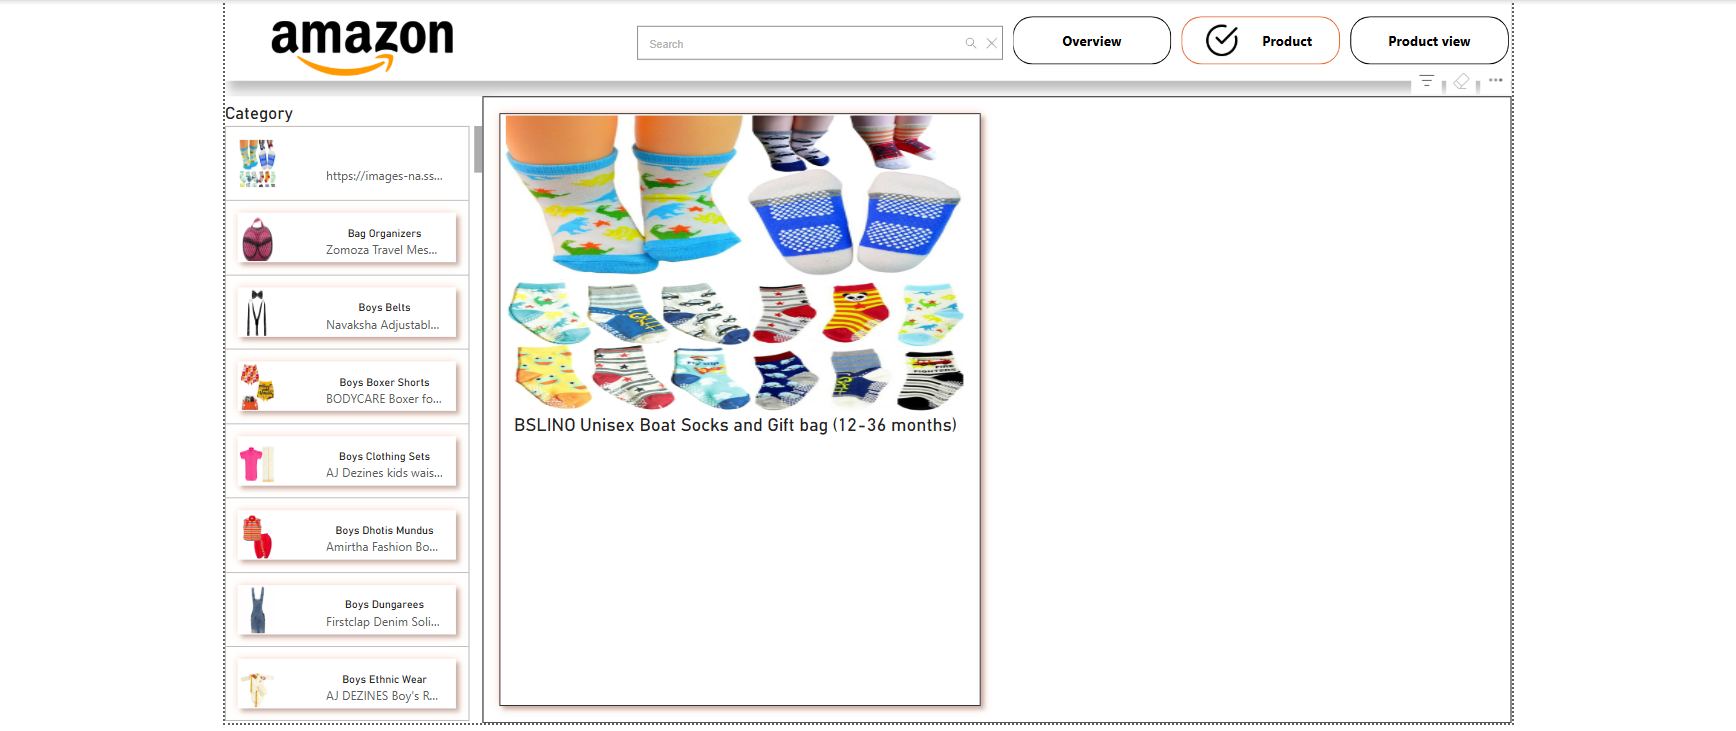 amazon
Search
Overview
Product
Product view
Category
https://images-na.ss...
Bag Organizers
Zomoza Travel Mes...
Boys Belts
Navaksha Adjustabl...
Boys Boxer Shorts
BODYCARE Boxer fo...
Boys Clothing Sets
AJ Dezines kids wais...
Boys Dhotis Mundus
Amirtha Fashion Bo...
Boys Dungarees
Firstclap Denim Soli...
Boys Ethnic Wear
AJ DEZINES Boy's R...
BSLINO Unisex Boat Socks and Gift bag (12-36 months)